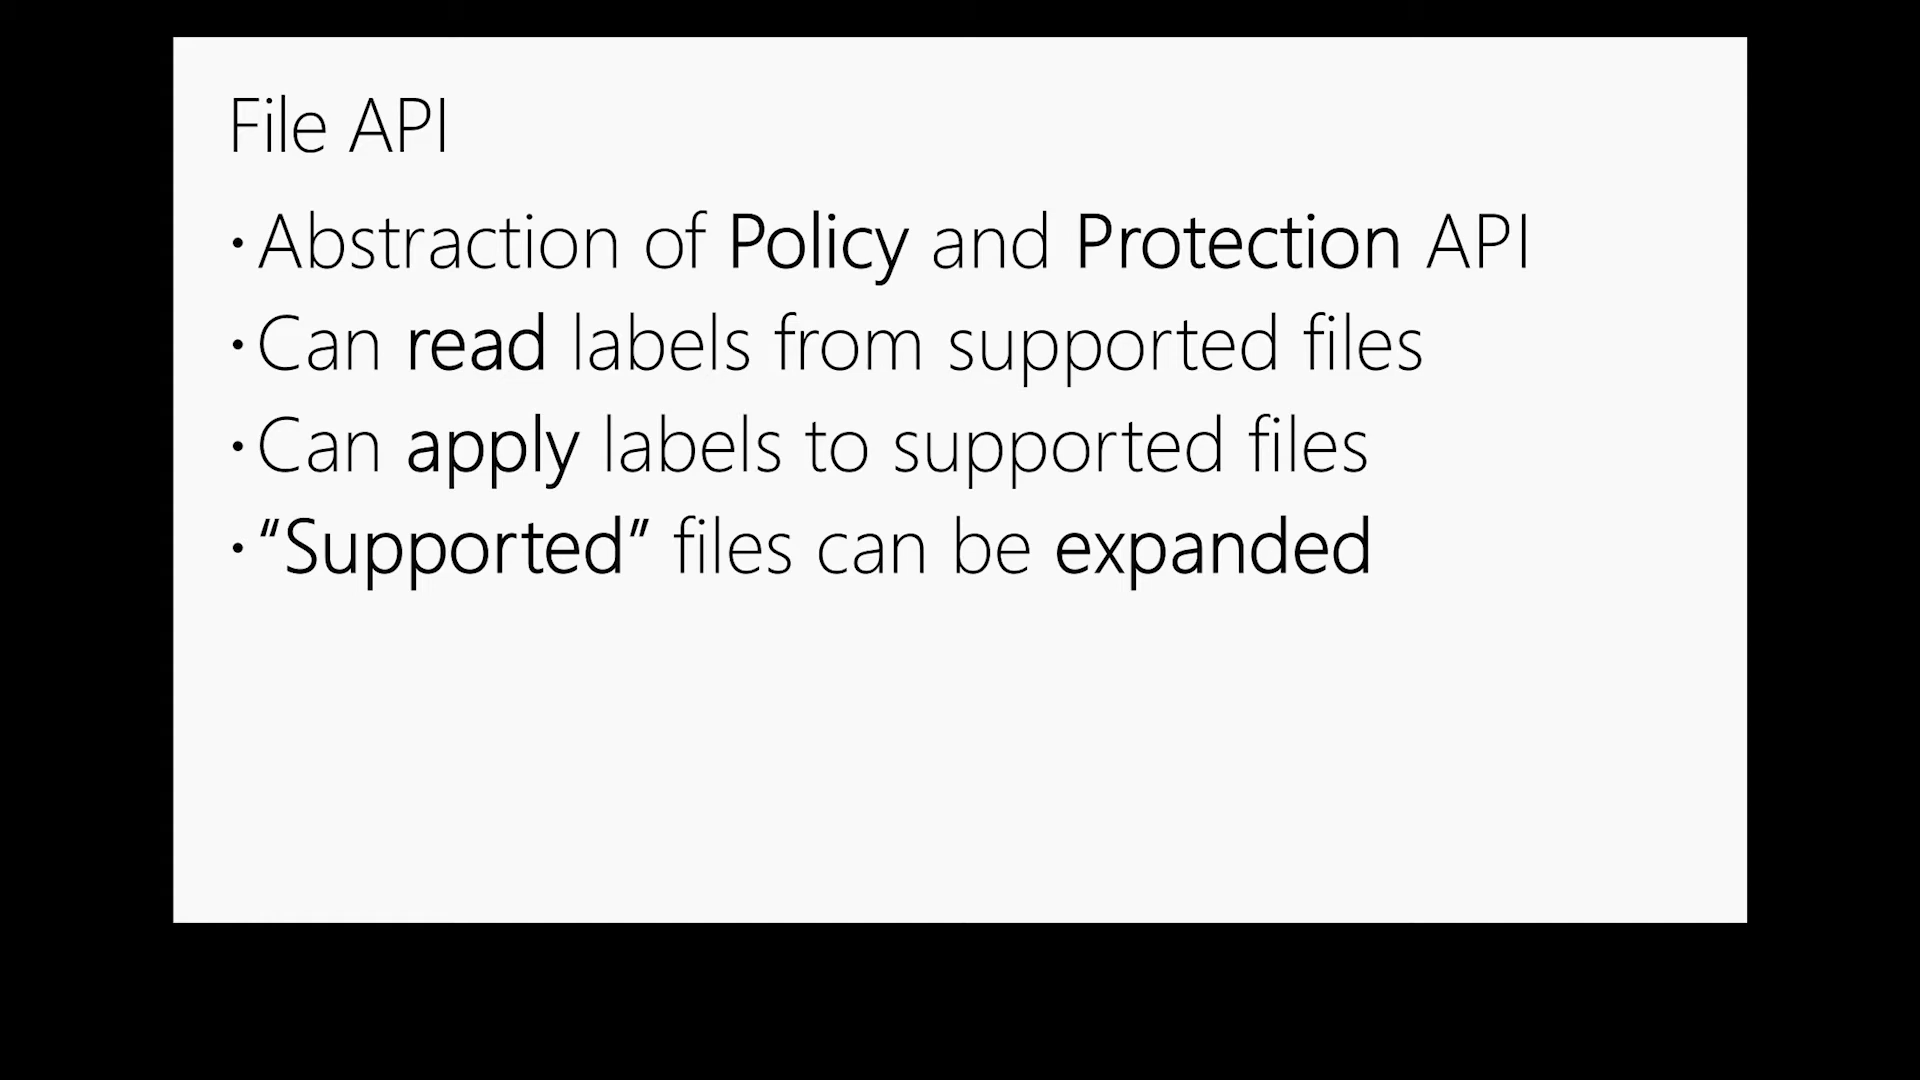 File API
· Abstraction of Policy and Protection API
· Can read labels from supported files
· Can apply labels to supported files
· “Supported” files can be expanded